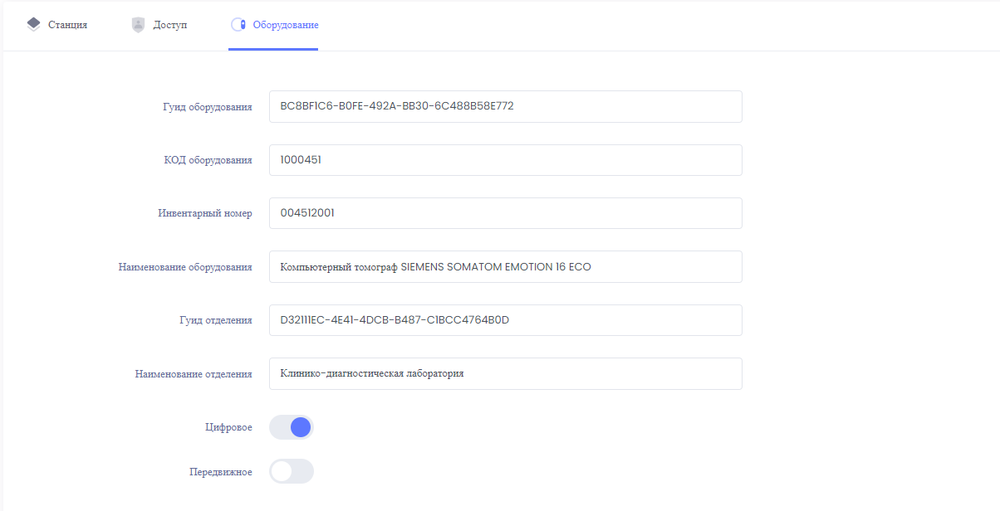 Станция Доступ Оборудование
Гуид оборудования BC8BF1C6-B0FE-492A-BB30-6C488B58E772
КОД оборудования 1000451
Инвентарный номер 004512001
Наименование оборудования Компьютерный томограф SIEMENS SOMATOM EMOTION 16 ECO
Гуид отделения D32111EC-4E41-4DCB-B487-C1BCC4764B0D
Наименование отделения Клинико-диагностическая лаборатория
Цифровое
Передвижное